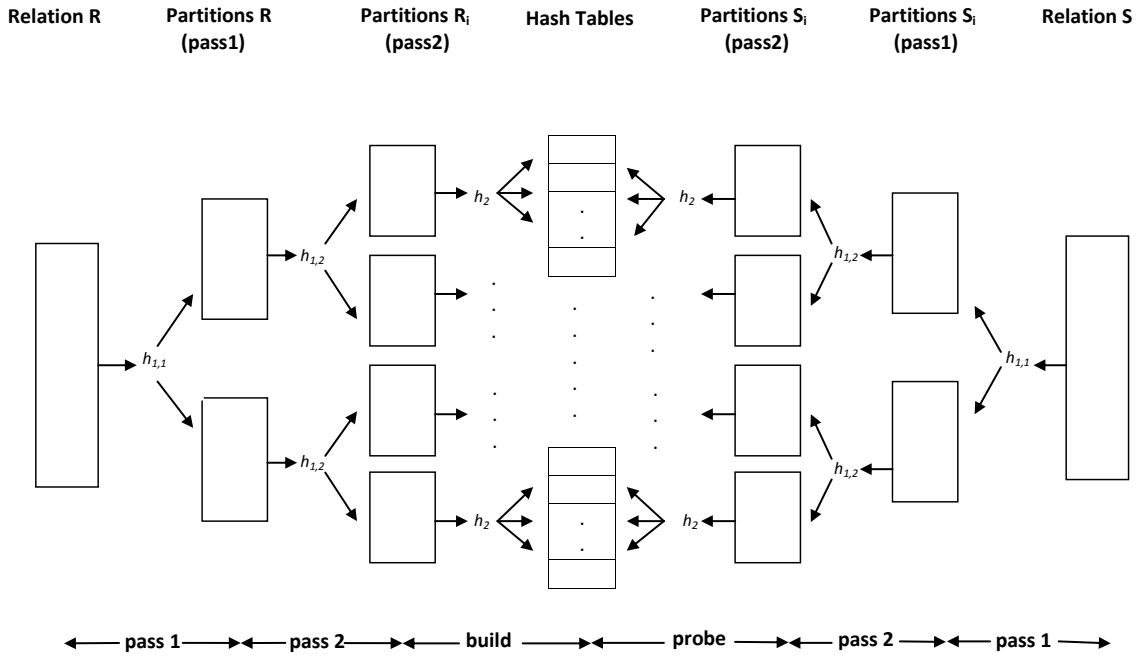 Relation R
Partitions R
(pass1)
Partitions Rᵢ
(pass2)
Hash Tables
Partitions Sᵢ
(pass2)
Partitions Sᵢ
(pass1)
Relation S
h₂
h₂
h₁,₂
h₁,₂
h₁,₁
h₁,₁
h₁,₂
h₁,₂
h₂
h₂
pass 1
pass 2
build
probe
pass 2
pass 1